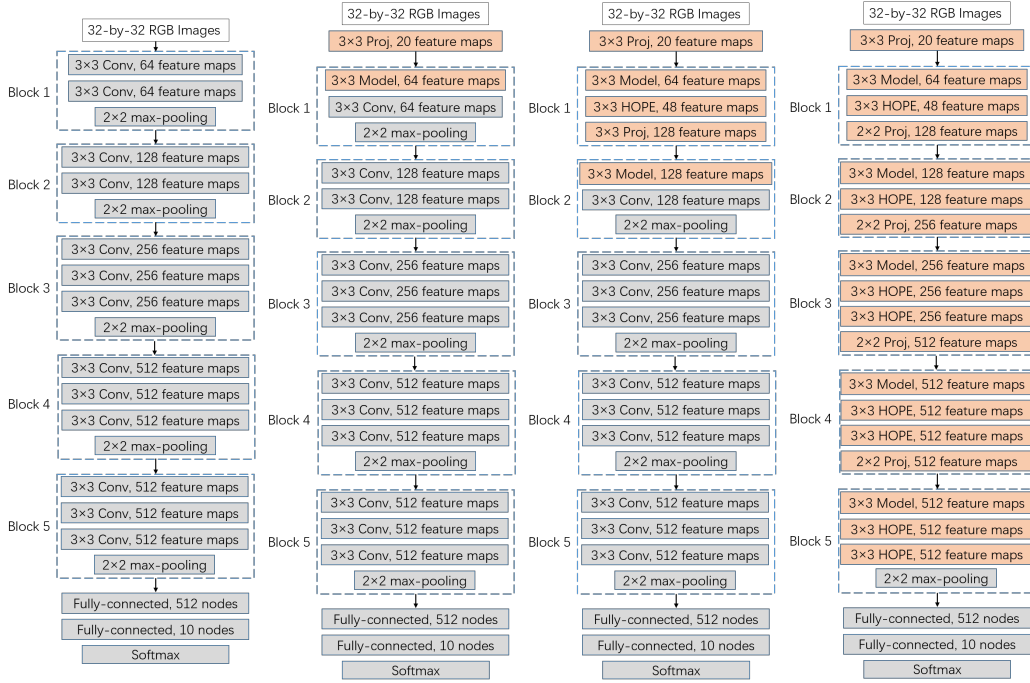 32-by-32 RGB Images
Block 1
3×3 Conv, 64 feature maps
3×3 Conv, 64 feature maps
2×2 max-pooling
Block 2
3×3 Conv, 128 feature maps
3×3 Conv, 128 feature maps
2×2 max-pooling
Block 3
3×3 Conv, 256 feature maps
3×3 Conv, 256 feature maps
3×3 Conv, 256 feature maps
2×2 max-pooling
Block 4
3×3 Conv, 512 feature maps
3×3 Conv, 512 feature maps
3×3 Conv, 512 feature maps
2×2 max-pooling
Block 5
3×3 Conv, 512 feature maps
3×3 Conv, 512 feature maps
3×3 Conv, 512 feature maps
2×2 max-pooling
Fully-connected, 512 nodes
Fully-connected, 10 nodes
Softmax
32-by-32 RGB Images
3×3 Proj, 20 feature maps
Block 1
3×3 Model, 64 feature maps
3×3 Conv, 64 feature maps
2×2 max-pooling
Block 2
3×3 Conv, 128 feature maps
3×3 Conv, 128 feature maps
2×2 max-pooling
Block 3
3×3 Conv, 256 feature maps
3×3 Conv, 256 feature maps
3×3 Conv, 256 feature maps
2×2 max-pooling
Block 4
3×3 Conv, 512 feature maps
3×3 Conv, 512 feature maps
3×3 Conv, 512 feature maps
2×2 max-pooling
Block 5
3×3 Conv, 512 feature maps
3×3 Conv, 512 feature maps
3×3 Conv, 512 feature maps
2×2 max-pooling
Fully-connected, 512 nodes
Fully-connected, 10 nodes
Softmax
32-by-32 RGB Images
3×3 Proj, 20 feature maps
Block 1
3×3 Model, 64 feature maps
3×3 HOPE, 48 feature maps
3×3 Proj, 128 feature maps
Block 2
3×3 Model, 128 feature maps
3×3 Conv, 128 feature maps
2×2 max-pooling
Block 3
3×3 Conv, 256 feature maps
3×3 Conv, 256 feature maps
3×3 Conv, 256 feature maps
2×2 max-pooling
Block 4
3×3 Conv, 512 feature maps
3×3 Conv, 512 feature maps
3×3 Conv, 512 feature maps
2×2 max-pooling
Block 5
3×3 Conv, 512 feature maps
3×3 Conv, 512 feature maps
3×3 Conv, 512 feature maps
2×2 max-pooling
Fully-connected, 512 nodes
Fully-connected, 10 nodes
Softmax
32-by-32 RGB Images
3×3 Proj, 20 feature maps
Block 1
3×3 Model, 64 feature maps
3×3 HOPE, 48 feature maps
2×2 Proj, 128 feature maps
Block 2
3×3 Model, 128 feature maps
3×3 HOPE, 128 feature maps
2×2 Proj, 256 feature maps
Block 3
3×3 Model, 256 feature maps
3×3 HOPE, 256 feature maps
3×3 HOPE, 256 feature maps
2×2 Proj, 512 feature maps
Block 4
3×3 Model, 512 feature maps
3×3 HOPE, 512 feature maps
3×3 HOPE, 512 feature maps
2×2 Proj, 512 feature maps
Block 5
3×3 Model, 512 feature maps
3×3 HOPE, 512 feature maps
3×3 HOPE, 512 feature maps
2×2 max-pooling
Fully-connected, 512 nodes
Fully-connected, 10 nodes
Softmax